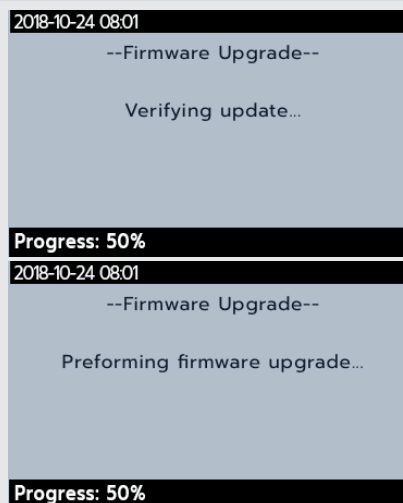 2018-10-24 08:01
--Firmware Upgrade--
Verifying update...
Progress: 50%
2018-10-24 08:01
--Firmware Upgrade--
Preforming firmware upgrade...
Progress: 50%